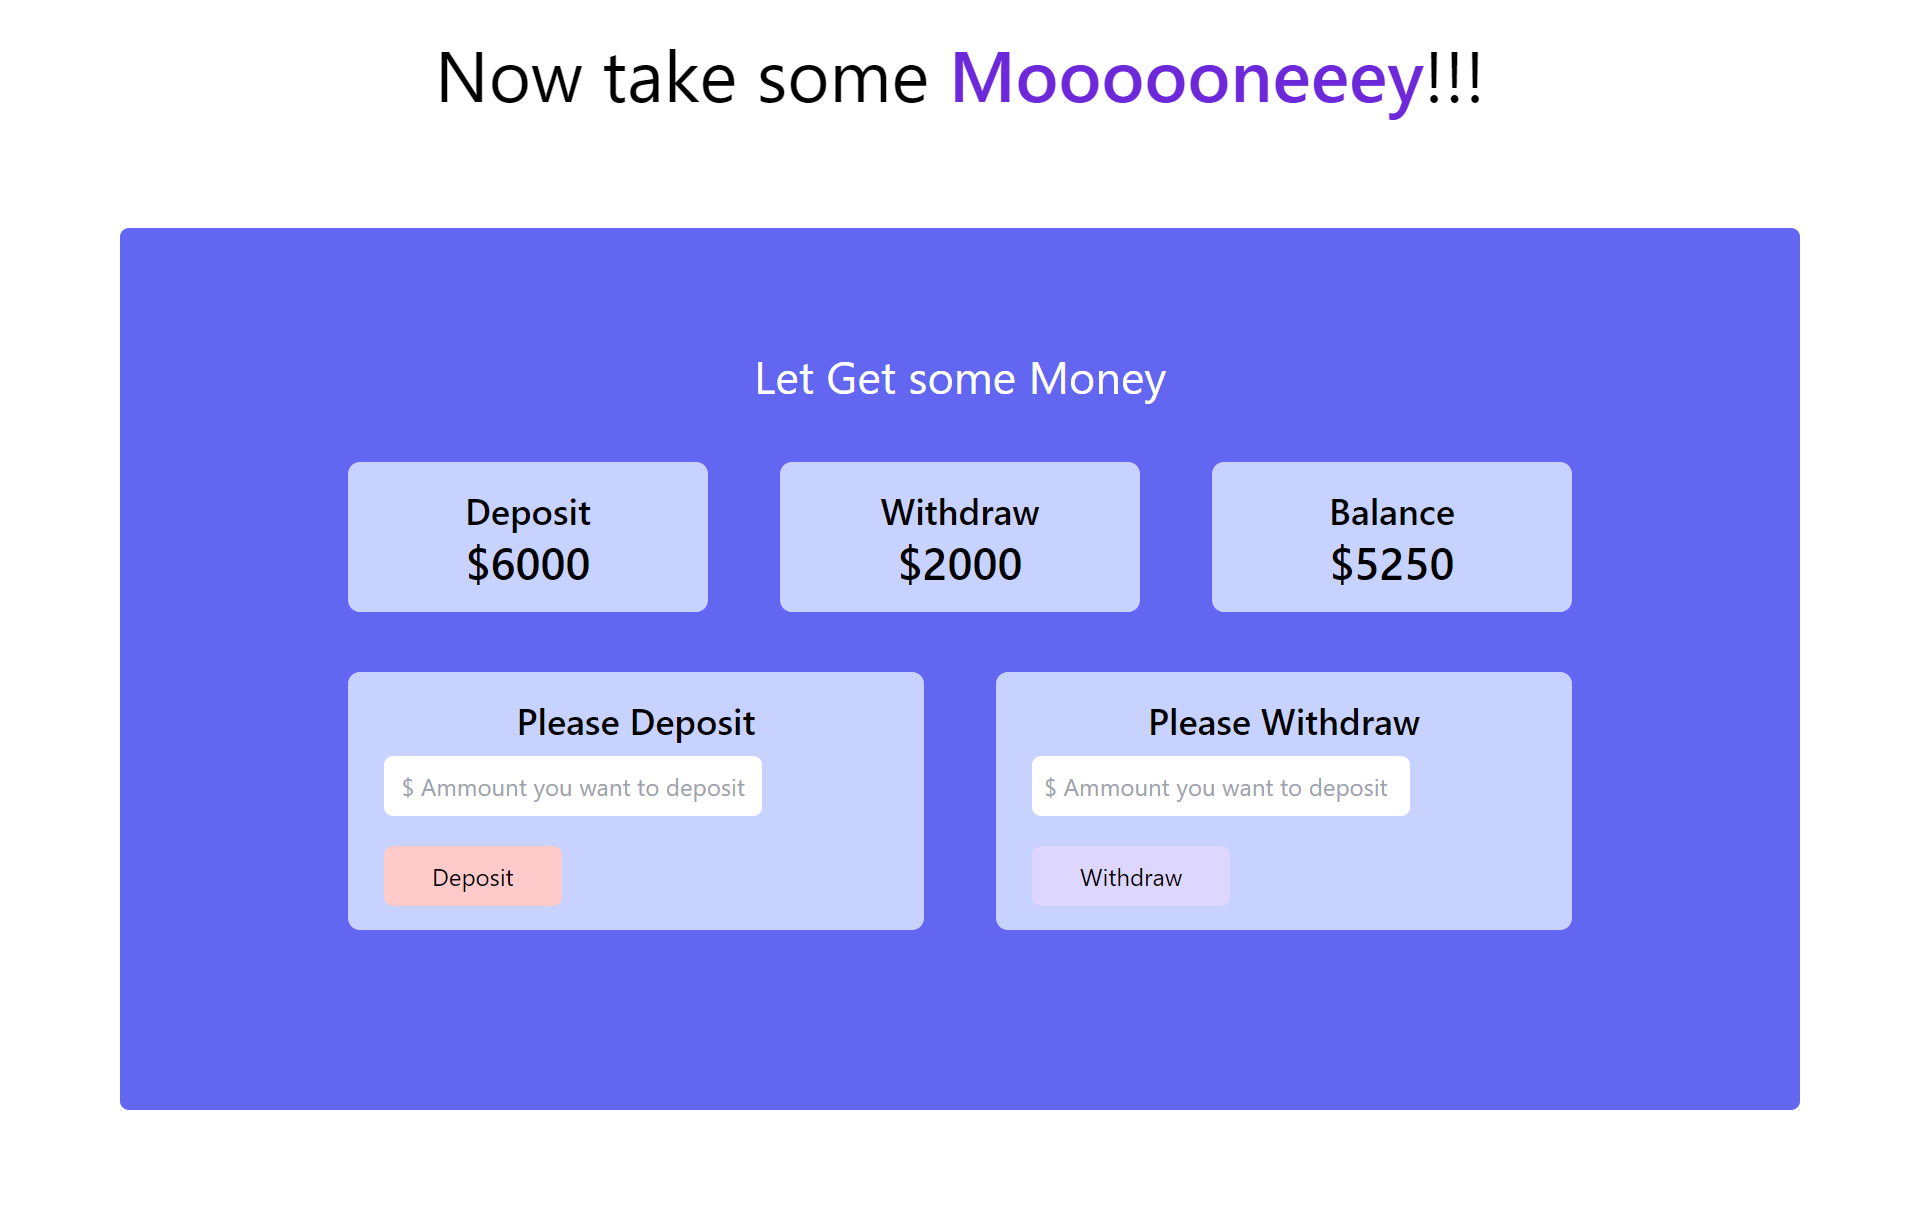 Now take some Moooooneeey!!!
Let Get some Money
Deposit
$6000
Withdraw
$2000
Balance
$5250
Please Deposit
$ Ammount you want to deposit
Deposit
Please Withdraw
$ Ammount you want to deposit
Withdraw